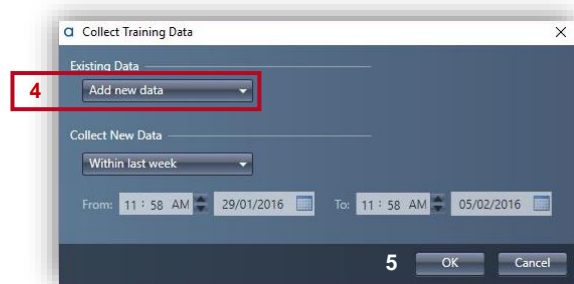 Collect Training Data
Existing Data
4 Add new data
Collect New Data
Within last week
From: 11 : 58 AM 29/01/2016 To: 11 : 58 AM 05/02/2016
5 OK Cancel